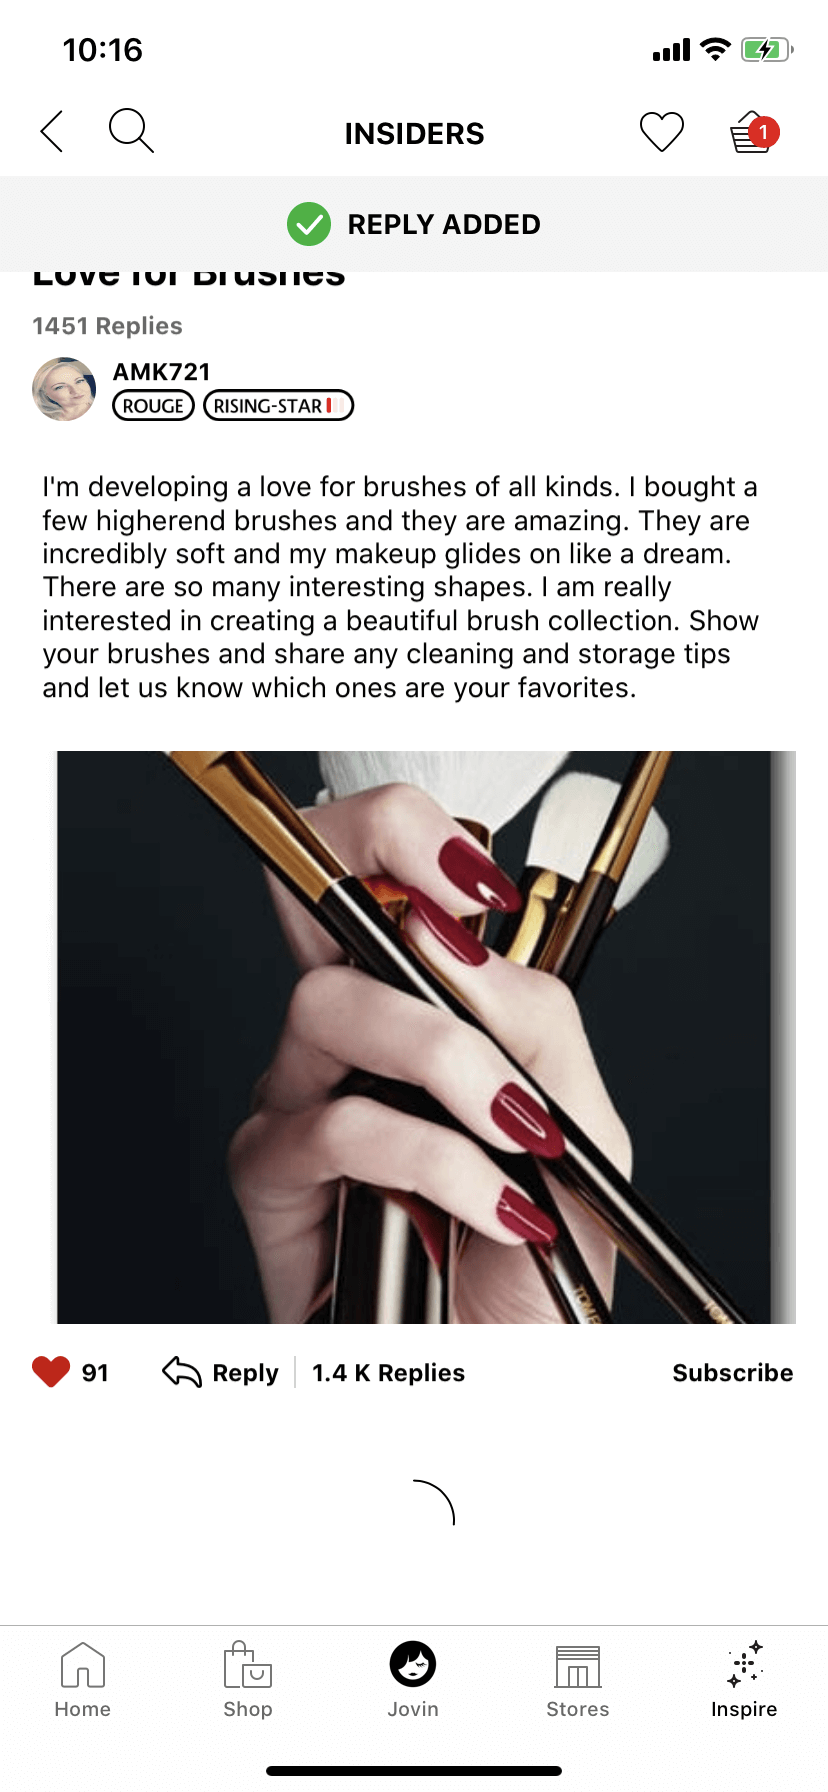 10:16
INSIDERS
1
REPLY ADDED
Love for Brushes
1451 Replies
AMK721
ROUGE RISING-STAR
I'm developing a love for brushes of all kinds. I bought a
few higherend brushes and they are amazing. They are
incredibly soft and my makeup glides on like a dream.
There are so many interesting shapes. I am really
interested in creating a beautiful brush collection. Show
your brushes and share any cleaning and storage tips
and let us know which ones are your favorites.
91 Reply 1.4 K Replies Subscribe
Home Shop Jovin Stores Inspire